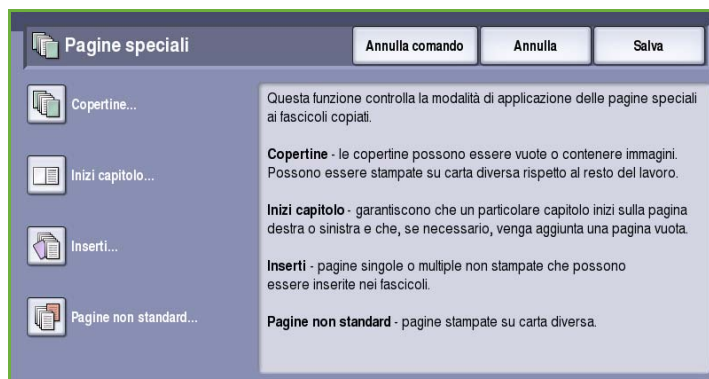 Pagine speciali
Annulla comando
Annulla
Salva
Copertine...
Inizi capitolo...
Inserti...
Pagine non standard...
Questa funzione controlla la modalità di applicazione delle pagine speciali
ai fascicoli copiati.
Copertine - le copertine possono essere vuote o contenere immagini.
Possono essere stampate su carta diversa rispetto al resto del lavoro.
Inizi capitolo - garantiscono che un particolare capitolo inizi sulla pagina
destra o sinistra e che, se necessario, venga aggiunta una pagina vuota.
Inserti - pagine singole o multiple non stampate che possono
essere inserite nei fascicoli.
Pagine non standard - pagine stampate su carta diversa.